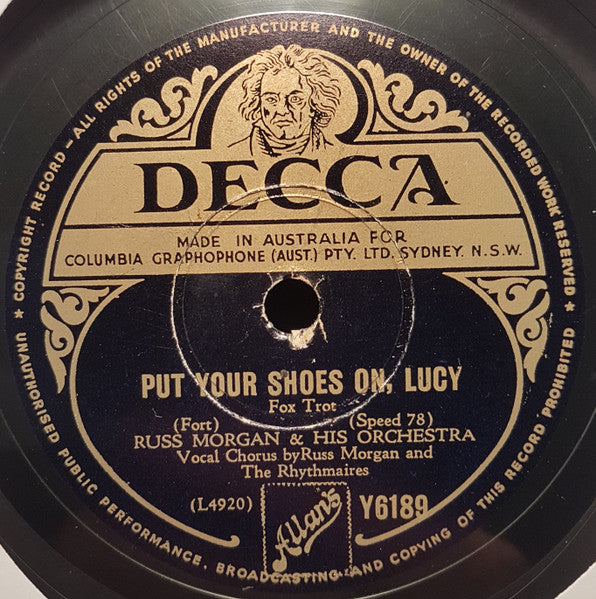 COPYRIGHT RECORD – ALL RIGHTS OF THE MANUFACTURER AND THE OWNER OF THE RECORDED WORK RESERVED
DECCA
MADE IN AUSTRALIA FOR
COLUMBIA GRAPHOPHONE (AUST.) PTY. LTD. SYDNEY. N.S.W.
PUT YOUR SHOES ON, LUCY
Fox Trot
(Fort) (Speed 78)
RUSS MORGAN & HIS ORCHESTRA
Vocal Chorus by Russ Morgan and
The Rhythmaires
(L4920) Allan's Y6189
UNAUTHORISED PUBLIC PERFORMANCE, BROADCASTING AND COPYING OF THIS RECORD PROHIBITED